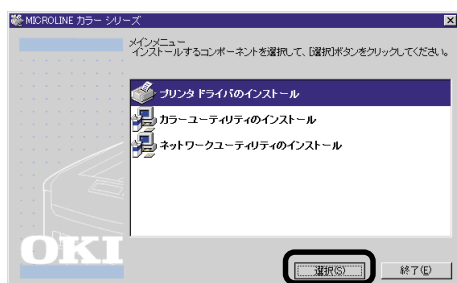 MICROLINE カラー シリーズ
メインメニュー
インストールするコンポーネントを選択して、[選択]ボタンをクリックしてください。
プリンタ ドライバのインストール
カラーユーティリティのインストール
ネットワークユーティリティのインストール
OKI
選択(S)
終了(E)